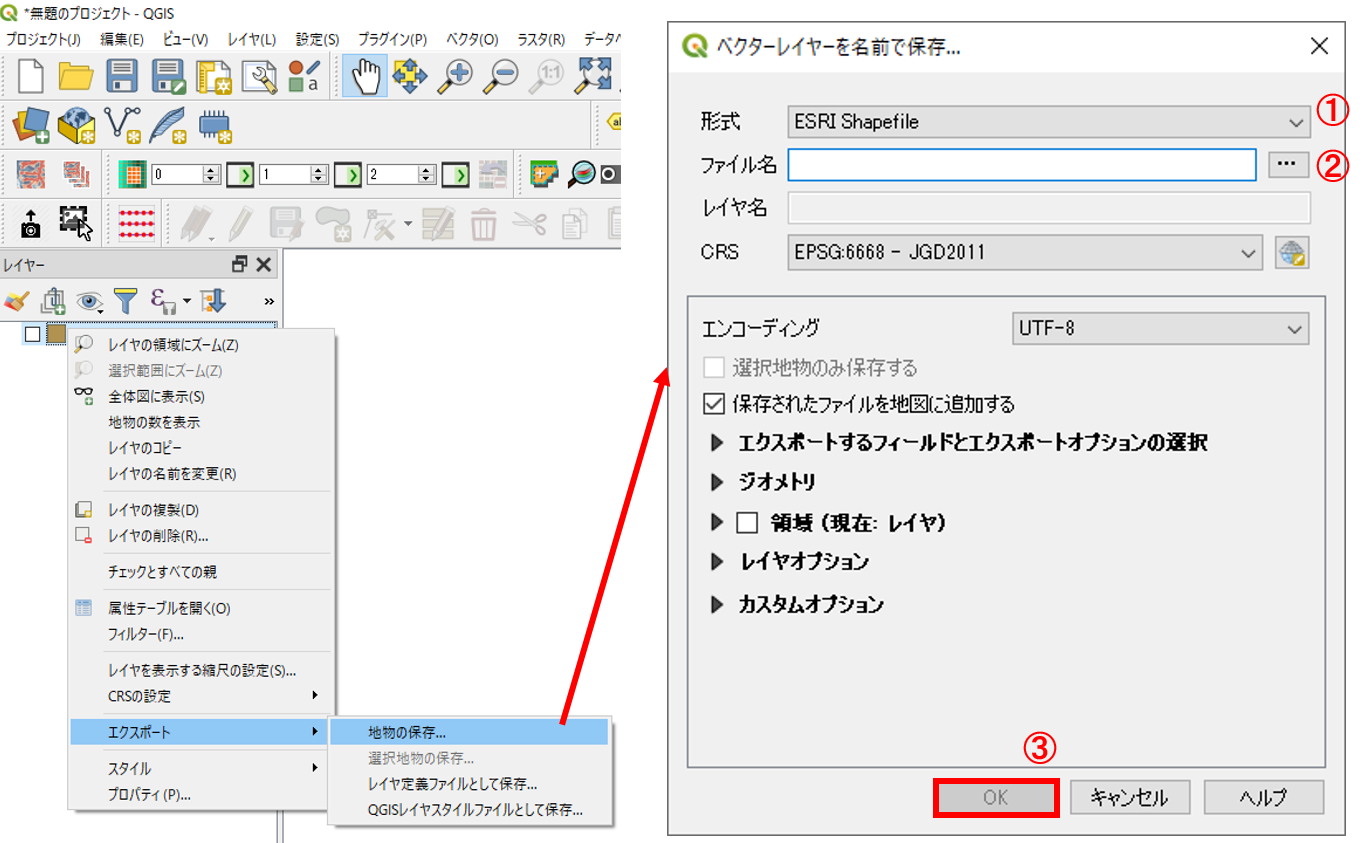 *無題のプロジェクト - QGIS
プロジェクト(J) 編集(E) ビュー(V) レイヤ(L) 設定(S) プラグイン(P) ベクタ(O) ラスタ(R) データベ
1:1
a
ab
0 1 2
レイヤー
»
レイヤの領域にズーム(Z)
選択範囲にズーム(Z)
全体図に表示(S)
地物の数を表示
レイヤのコピー
レイヤの名前を変更(R)
レイヤの複製(D)
レイヤの削除(R)...
チェックとすべての親
属性テーブルを開く(O)
フィルター(F)...
レイヤを表示する縮尺の設定(S)...
CRSの設定
エクスポート
スタイル
プロパティ(P)...
地物の保存...
選択地物の保存...
レイヤ定義ファイルとして保存...
QGISレイヤスタイルファイルとして保存...
ベクターレイヤーを名前で保存...
形式 ESRI Shapefile ①
ファイル名 ... ②
レイヤ名
CRS EPSG:6668 - JGD2011
エンコーディング UTF-8
選択地物のみ保存する
保存されたファイルを地図に追加する
エクスポートするフィールドとエクスポートオプションの選択
ジオメトリ
領域 (現在: レイヤ)
レイヤオプション
カスタムオプション
③
OK キャンセル ヘルプ